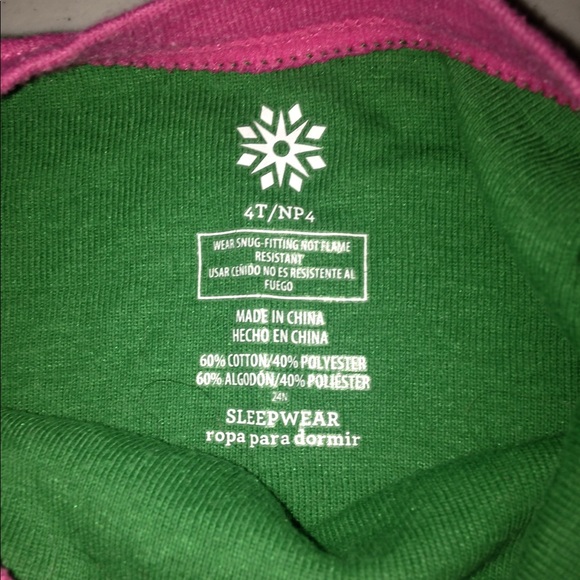 4T/NP4
WEAR SNUG-FITTING NOT FLAME
RESISTANT
USAR CEÑIDO NO ES RESISTENTE AL
FUEGO
MADE IN CHINA
HECHO EN CHINA
60% COTTON/40% POLYESTER
60% ALGODÓN/40% POLIÉSTER
24N
SLEEPWEAR
ropa para dormir